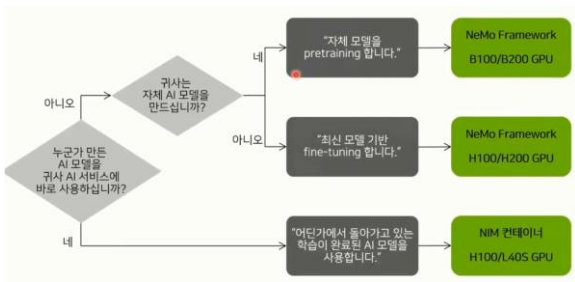 "자체 모델을
pretraining 합니다."
NeMo Framework
B100/B200 GPU
네
귀사는
자체 AI 모델을
만드십니까?
아니오
아니오
"최신 모델 기반
fine-tuning 합니다."
NeMo Framework
H100/H200 GPU
누군가 만든
AI 모델을
귀사 AI 서비스에
바로 사용하십니까?
네
"어딘가에서 돌아가고 있는
학습이 완료된 AI 모델을
사용합니다."
NIM 컨테이너
H100/L40S GPU